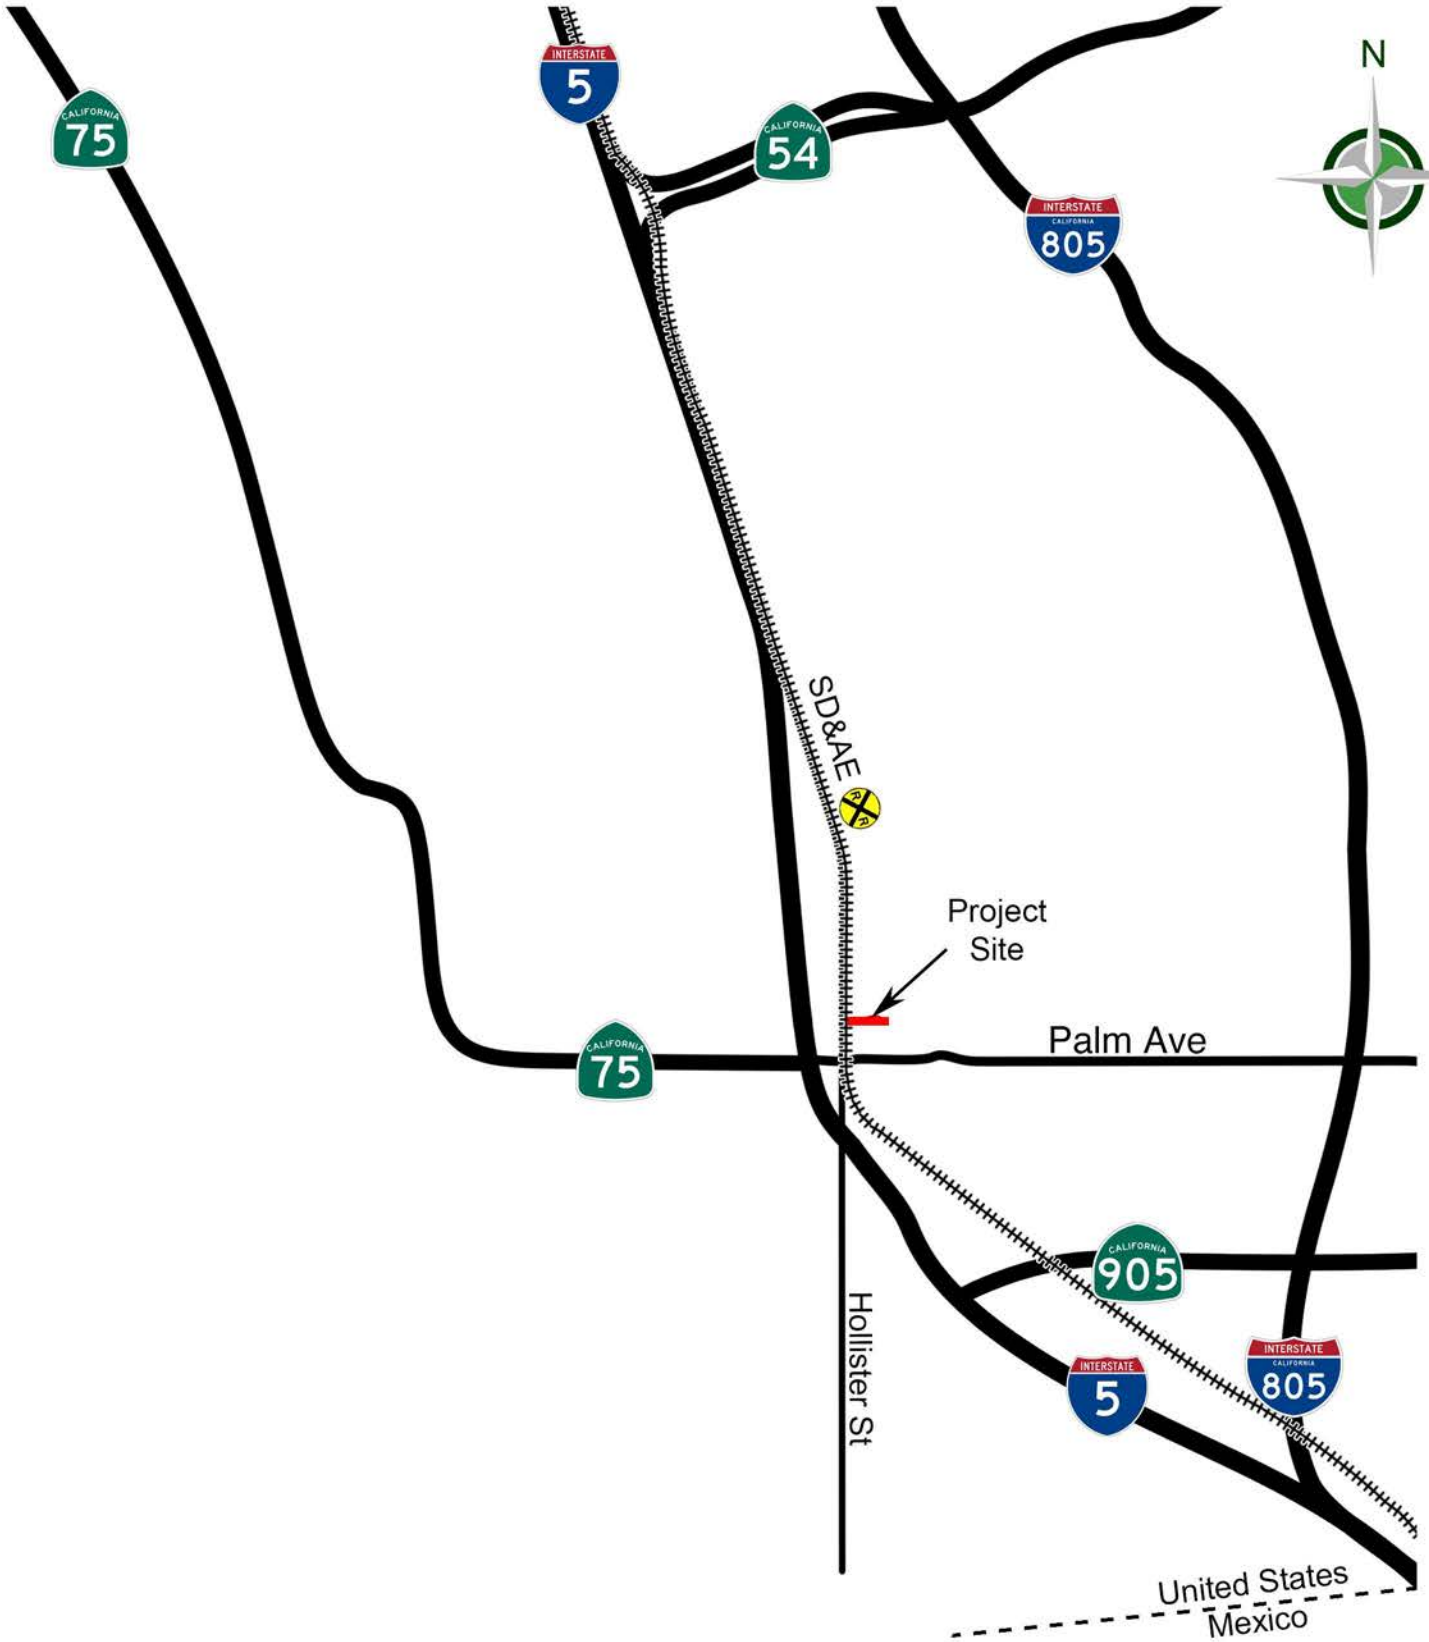 N
INTERSTATE
5
CALIFORNIA
75
CALIFORNIA
54
INTERSTATE
CALIFORNIA
805
SD&AE
R
R
Project
Site
Palm Ave
CALIFORNIA
75
CALIFORNIA
905
Hollister St
INTERSTATE
5
INTERSTATE
CALIFORNIA
805
United States
Mexico